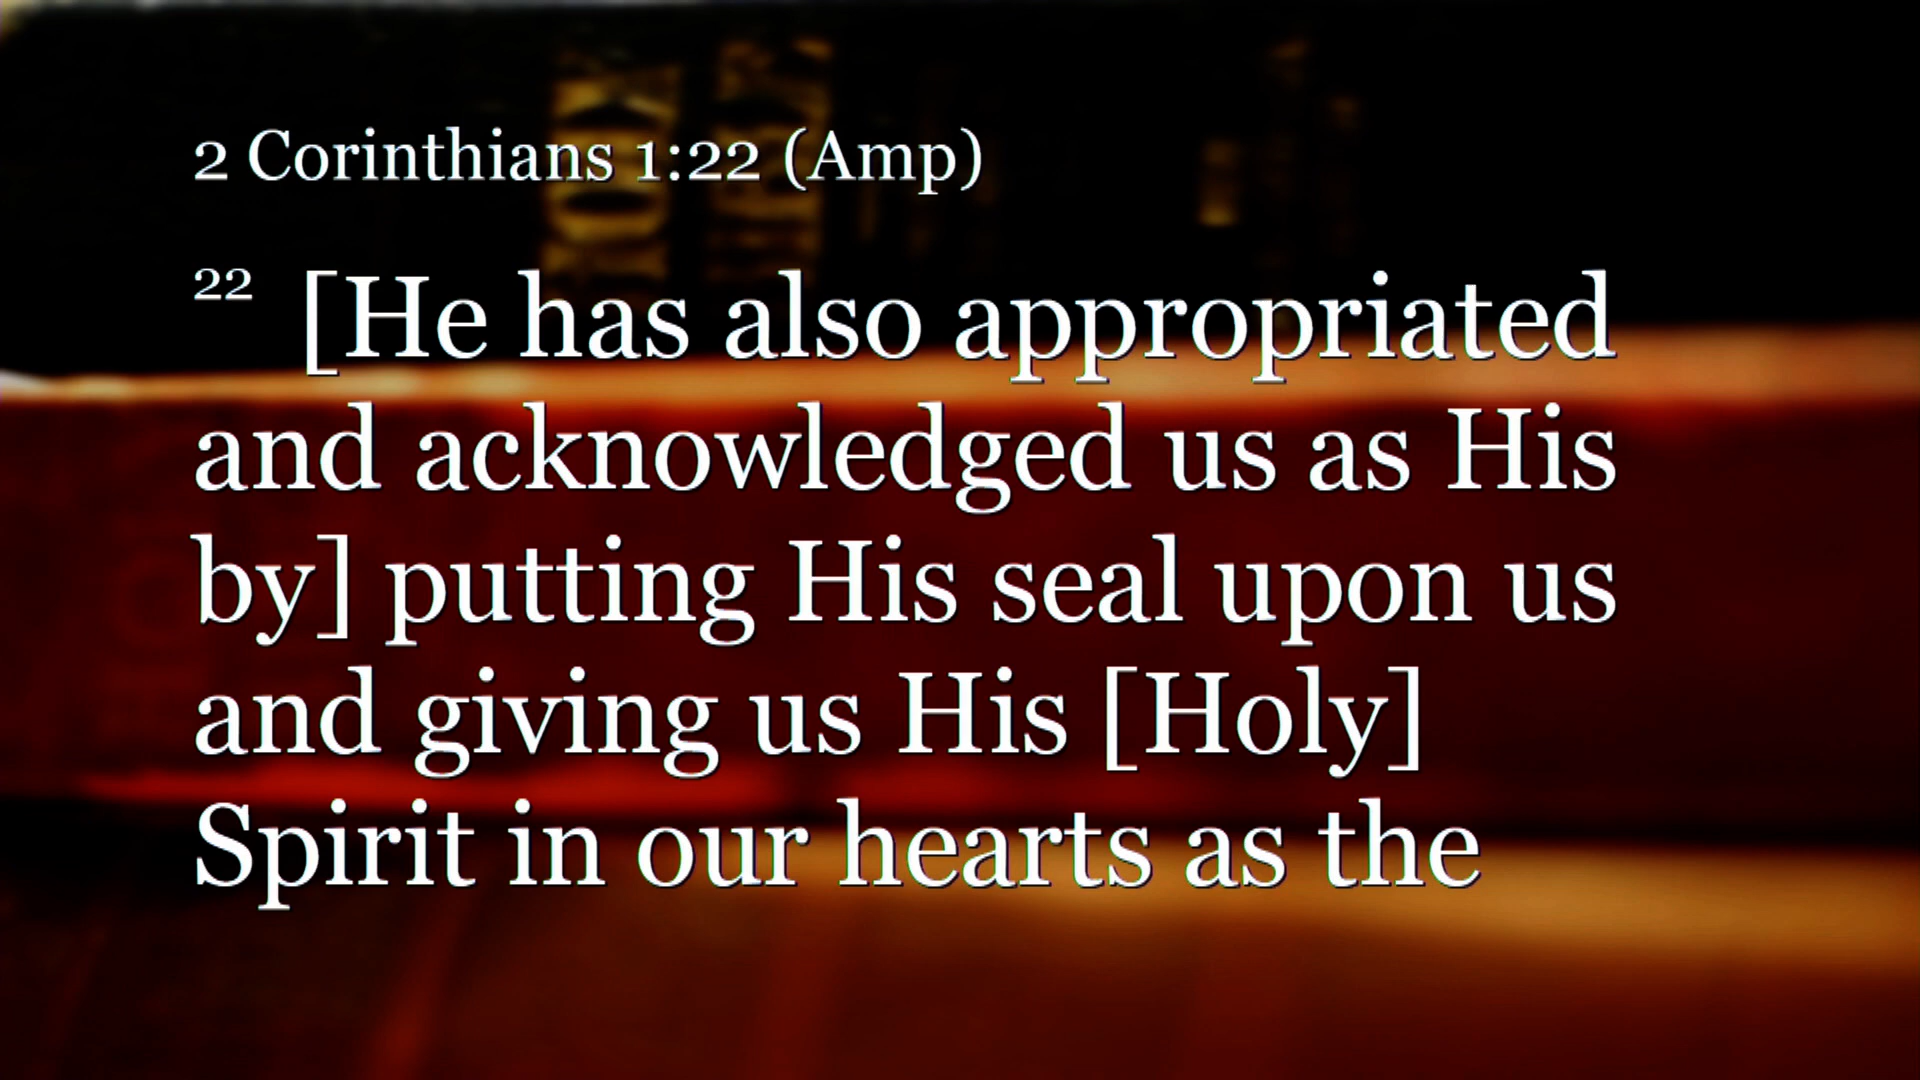 2 Corinthians 1:22 (Amp)
22 [He has also appropriated
and acknowledged us as His
by] putting His seal upon us
and giving us His [Holy]
Spirit in our hearts as the